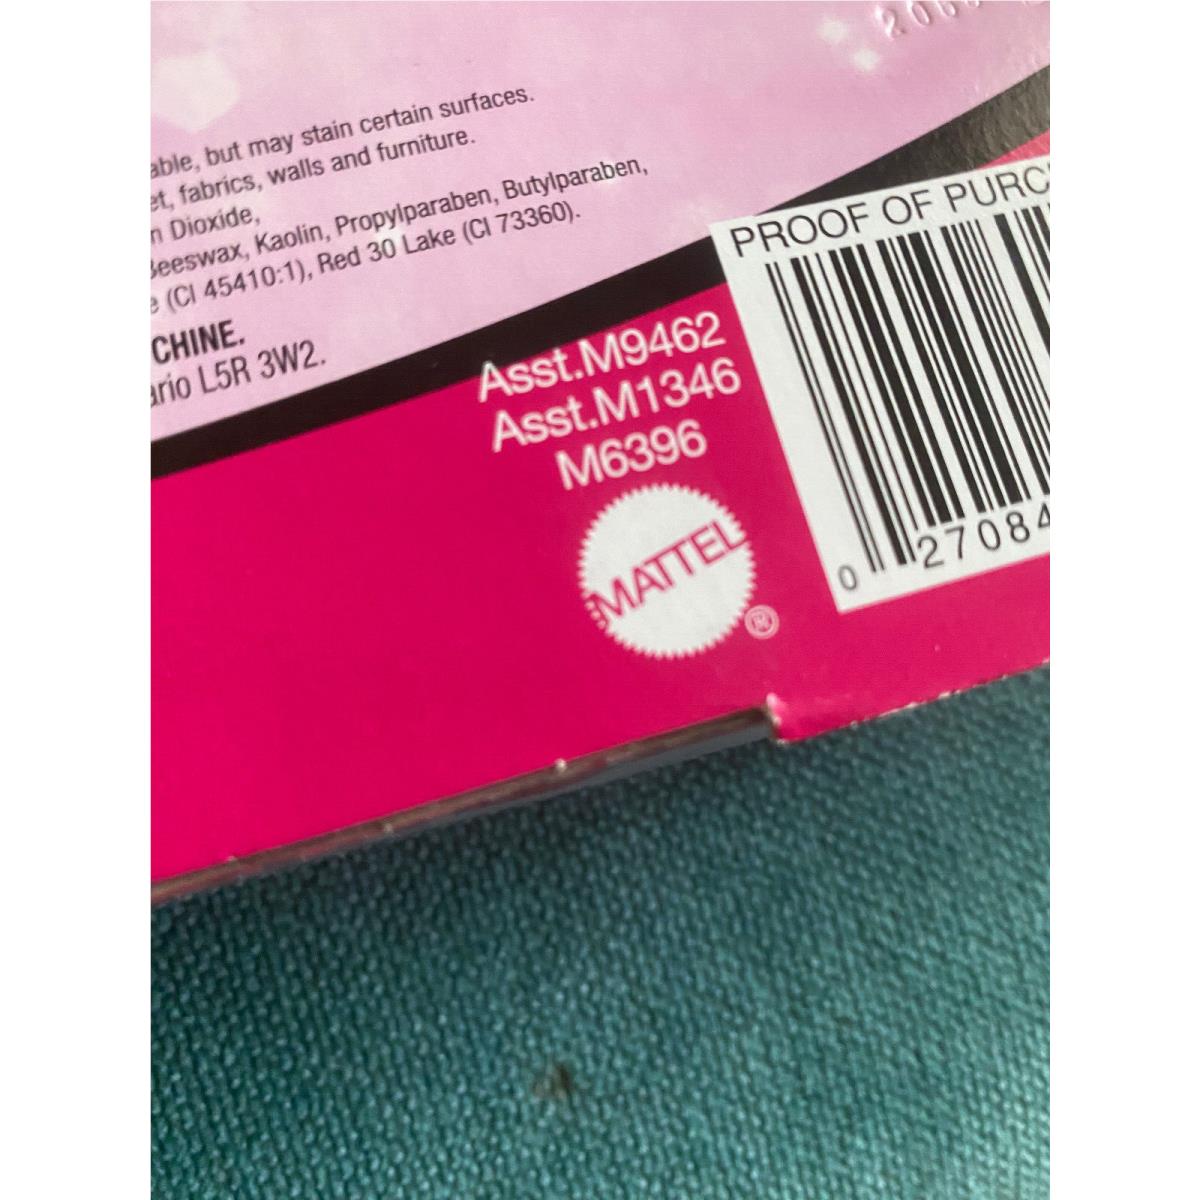 able, but may stain certain surfaces.
et, fabrics, walls and furniture.
n Dioxide,
Beeswax, Kaolin, Propylparaben, Butylparaben,
e (CI 45410:1), Red 30 Lake (CI 73360).
CHINE.
ario L5R 3W2.
PROOF OF PURC
Asst.M9462
Asst.M1346
M6396
MATTEL
®
0 27084